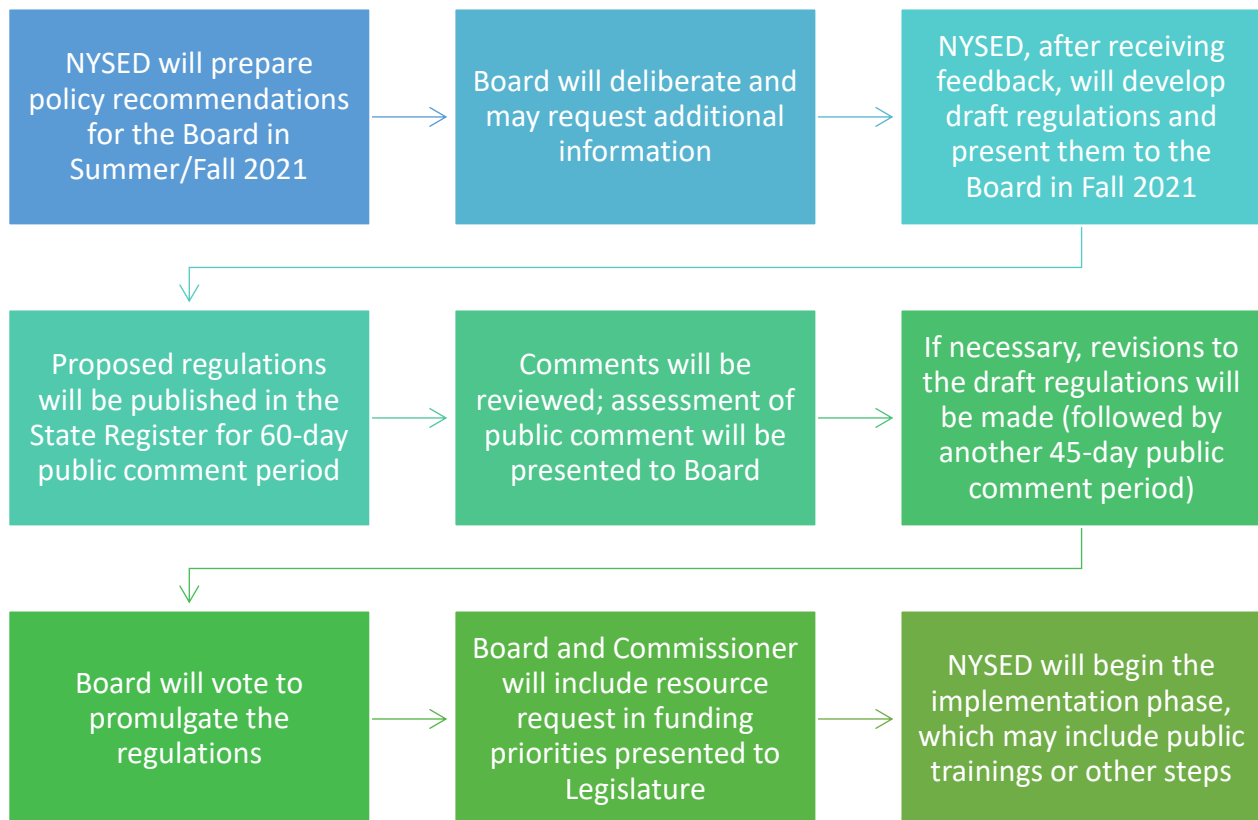 NYSED will prepare
policy recommendations
for the Board in
Summer/Fall 2021
Board will deliberate and
may request additional
information
NYSED, after receiving
feedback, will develop
draft regulations and
present them to the
Board in Fall 2021
Proposed regulations
will be published in the
State Register for 60-day
public comment period
Comments will be
reviewed; assessment of
public comment will be
presented to Board
If necessary, revisions to
the draft regulations will
be made (followed by
another 45-day public
comment period)
Board will vote to
promulgate the
regulations
Board and Commissioner
will include resource
request in funding
priorities presented to
Legislature
NYSED will begin the
implementation phase,
which may include public
trainings or other steps